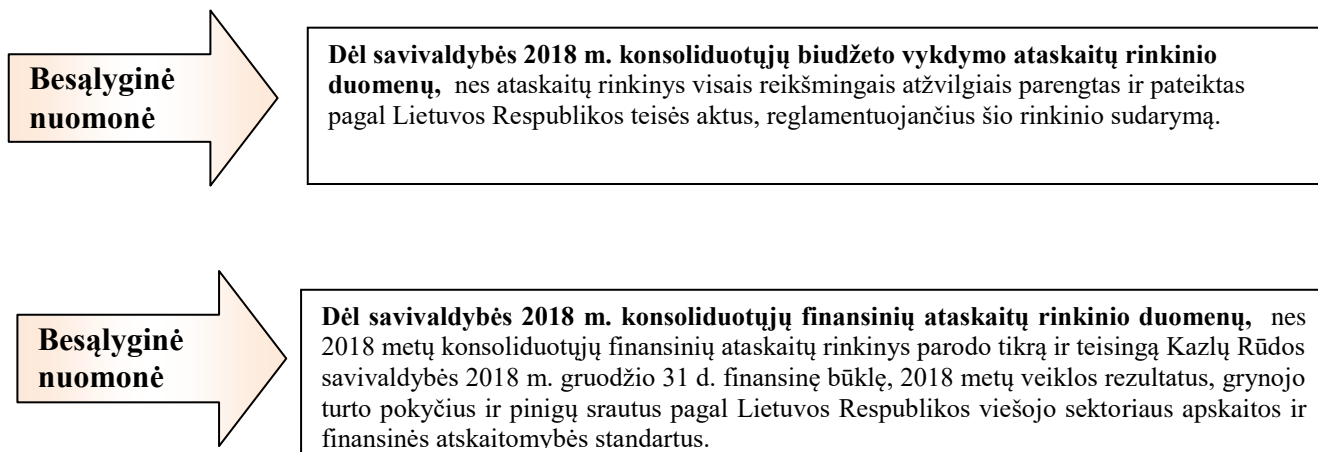 Besąlyginė
nuomonė
Dėl savivaldybės 2018 m. konsoliduotųjų biudžeto vykdymo ataskaitų rinkinio
duomenų, nes ataskaitų rinkinys visais reikšmingais atžvilgiais parengtas ir pateiktas
pagal Lietuvos Respublikos teisės aktus, reglamentuojančius šio rinkinio sudarymą.
Besąlyginė
nuomonė
Dėl savivaldybės 2018 m. konsoliduotųjų finansinių ataskaitų rinkinio duomenų, nes
2018 metų konsoliduotųjų finansinių ataskaitų rinkinys parodo tikrą ir teisingą Kazlų Rūdos
savivaldybės 2018 m. gruodžio 31 d. finansinę būklę, 2018 metų veiklos rezultatus, grynojo
turto pokyčius ir pinigų srautus pagal Lietuvos Respublikos viešojo sektoriaus apskaitos ir
finansinės atskaitomybės standartus.